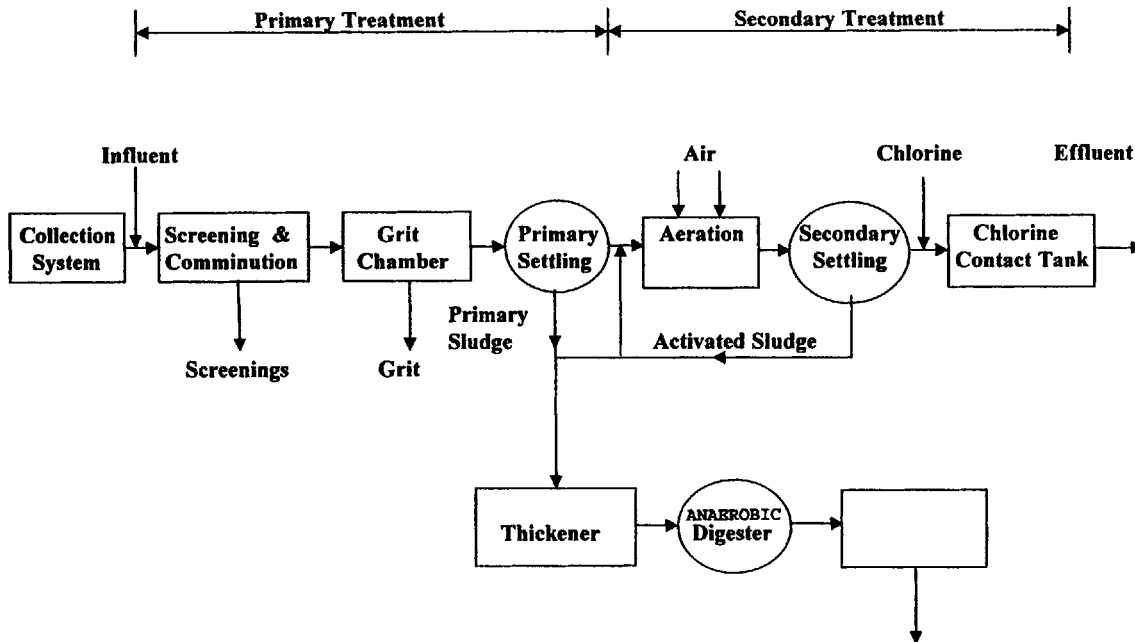 Primary Treatment
Secondary Treatment
Influent
Air
Chlorine
Effluent
Collection
System
Screening &
Comminution
Grit
Chamber
Primary
Settling
Aeration
Secondary
Settling
Chlorine
Contact Tank
Primary
Sludge
Activated Sludge
Screenings
Grit
Thickener
ANAEROBIC
Digester